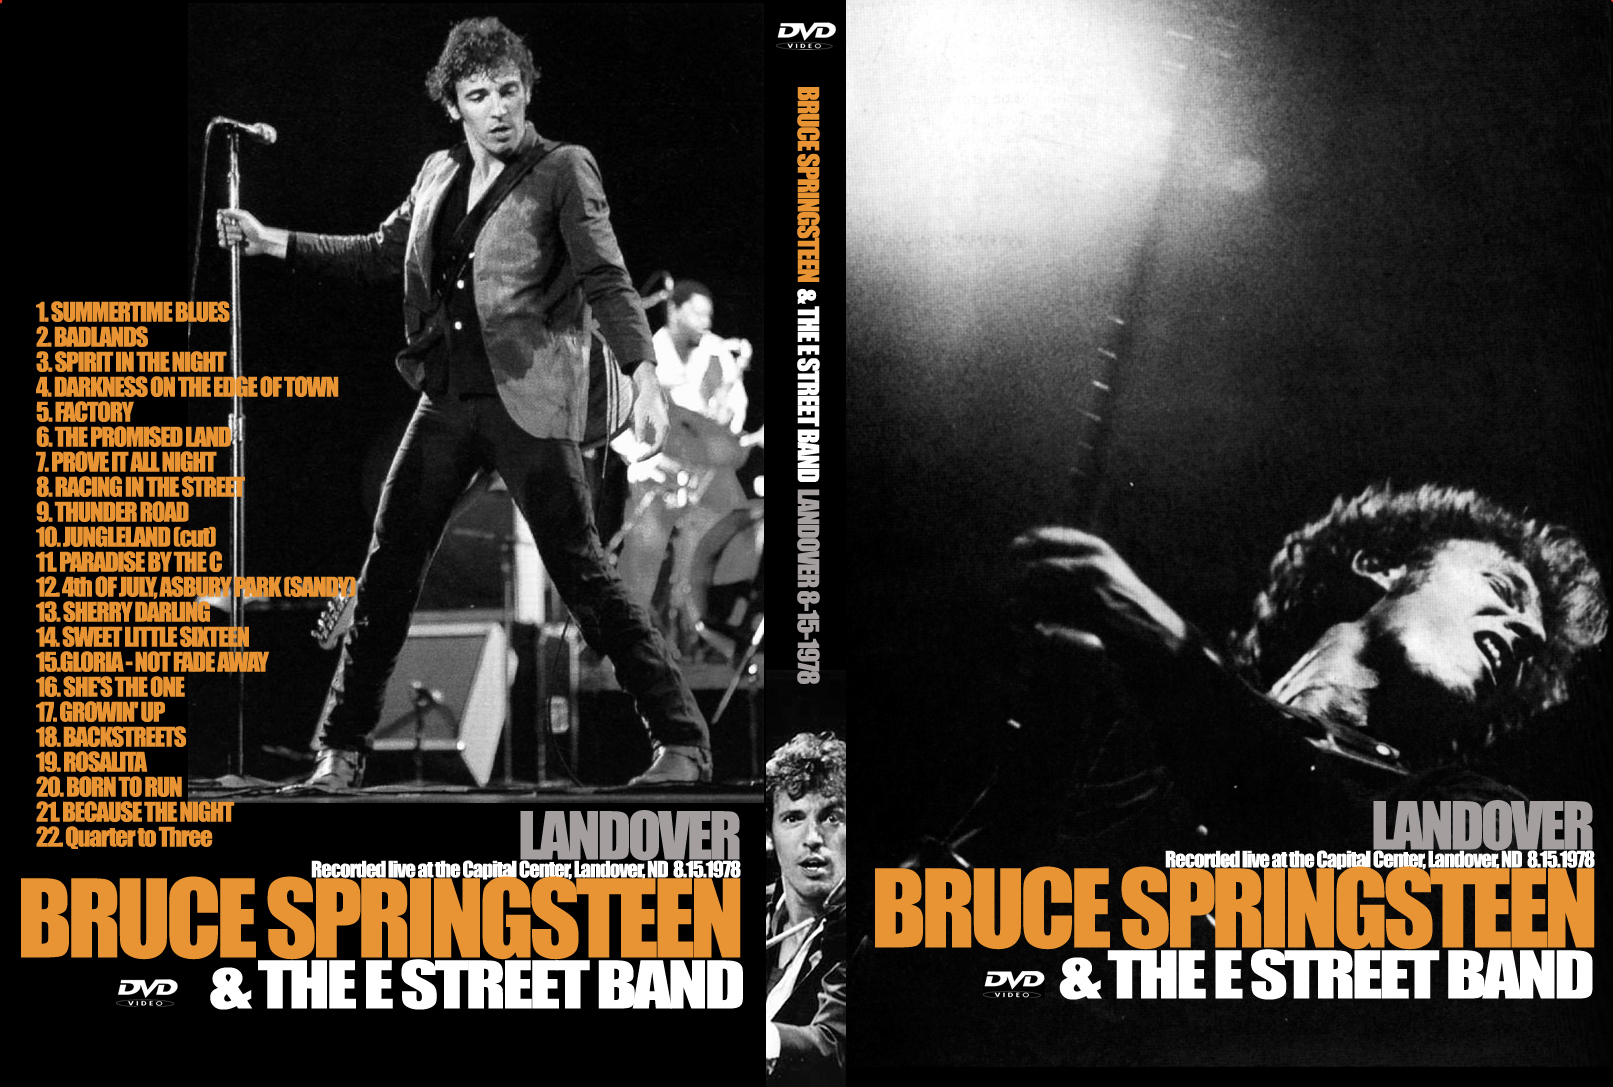 1. SUMMERTIME BLUES
2. BADLANDS
3. SPIRIT IN THE NIGHT
4. DARKNESS ON THE EDGE OF TOWN
5. FACTORY
6. THE PROMISED LAND
7. PROVE IT ALL NIGHT
8. RACING IN THE STREET
9. THUNDER ROAD
10. JUNGLELAND (cut)
11. PARADISE BY THE C
12. 4th OF JULY, ASBURY PARK (SANDY)
13. SHERRY DARLING
14. SWEET LITTLE SIXTEEN
15.GLORIA - NOT FADE AWAY
16. SHE'S THE ONE
17. GROWIN' UP
18. BACKSTREETS
19. ROSALITA
20. BORN TO RUN
21. BECAUSE THE NIGHT
22. Quarter to Three
LANDOVER
Recorded live at the Capital Center, Landover, ND 8.15.1978
BRUCE SPRINGSTEEN
DVD
VIDEO
& THE E STREET BAND
DVD
VIDEO
BRUCE SPRINGSTEEN & THE E STREET BAND LANDOVER 8-15-1978
LANDOVER
Recorded live at the Capital Center, Landover, ND 8.15.1978
BRUCE SPRINGSTEEN
DVD
VIDEO
& THE E STREET BAND